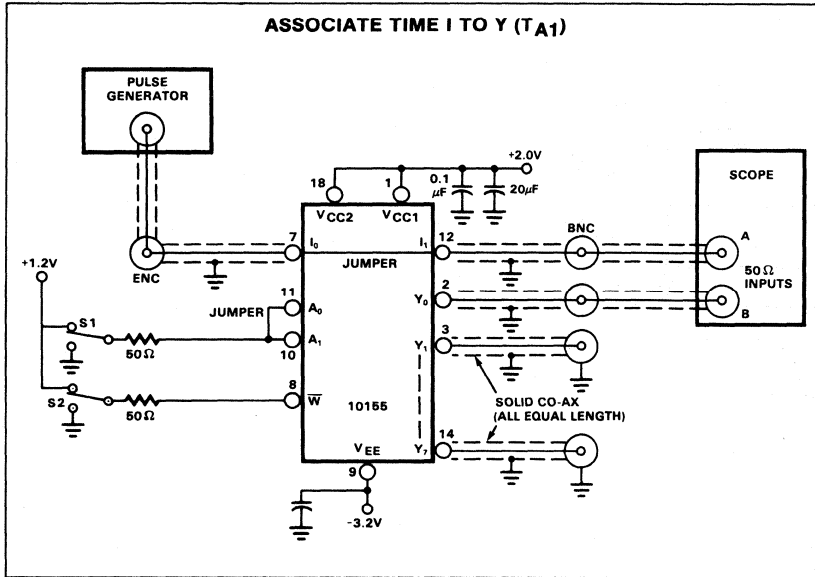 ASSOCIATE TIME I TO Y (TA1)
PULSE
GENERATOR
+2.0V
0.1
µF
20µF
18
1
VCC2
VCC1
SCOPE
7
I0
I1
12
BNC
A
JUMPER
ENC
+1.2V
50Ω
INPUTS
2
Y0
B
11
JUMPER
A0
S1
50Ω
A1
10
3
Y1
8
W̅
S2
50Ω
10155
SOLID CO-AX
(ALL EQUAL LENGTH)
VEE
Y7
14
9
-3.2V